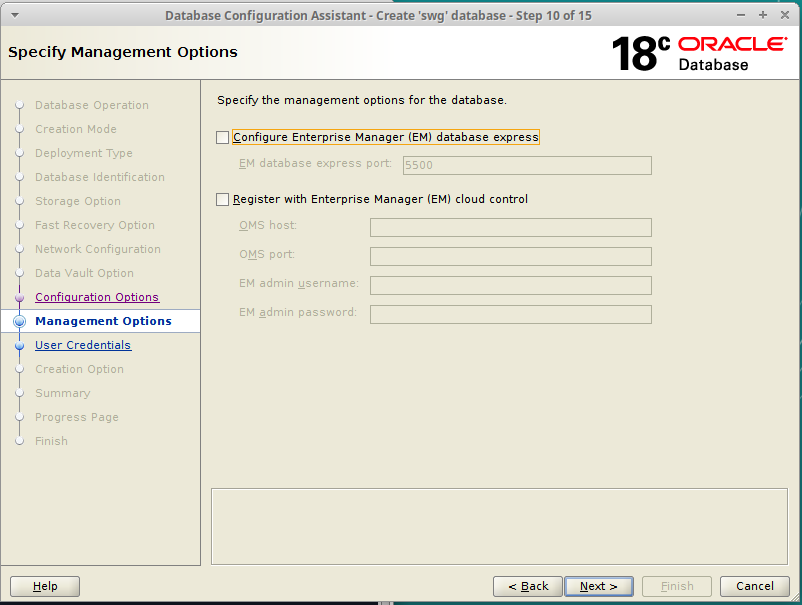 Database Configuration Assistant - Create 'swg' database - Step 10 of 15
Specify Management Options
18c ORACLE
Database
Database Operation
Creation Mode
Deployment Type
Database Identification
Storage Option
Fast Recovery Option
Network Configuration
Data Vault Option
Configuration Options
Management Options
User Credentials
Creation Option
Summary
Progress Page
Finish
Specify the management options for the database.
Configure Enterprise Manager (EM) database express
EM database express port: 5500
Register with Enterprise Manager (EM) cloud control
OMS host:
OMS port:
EM admin username:
EM admin password:
Help < Back Next > Finish Cancel